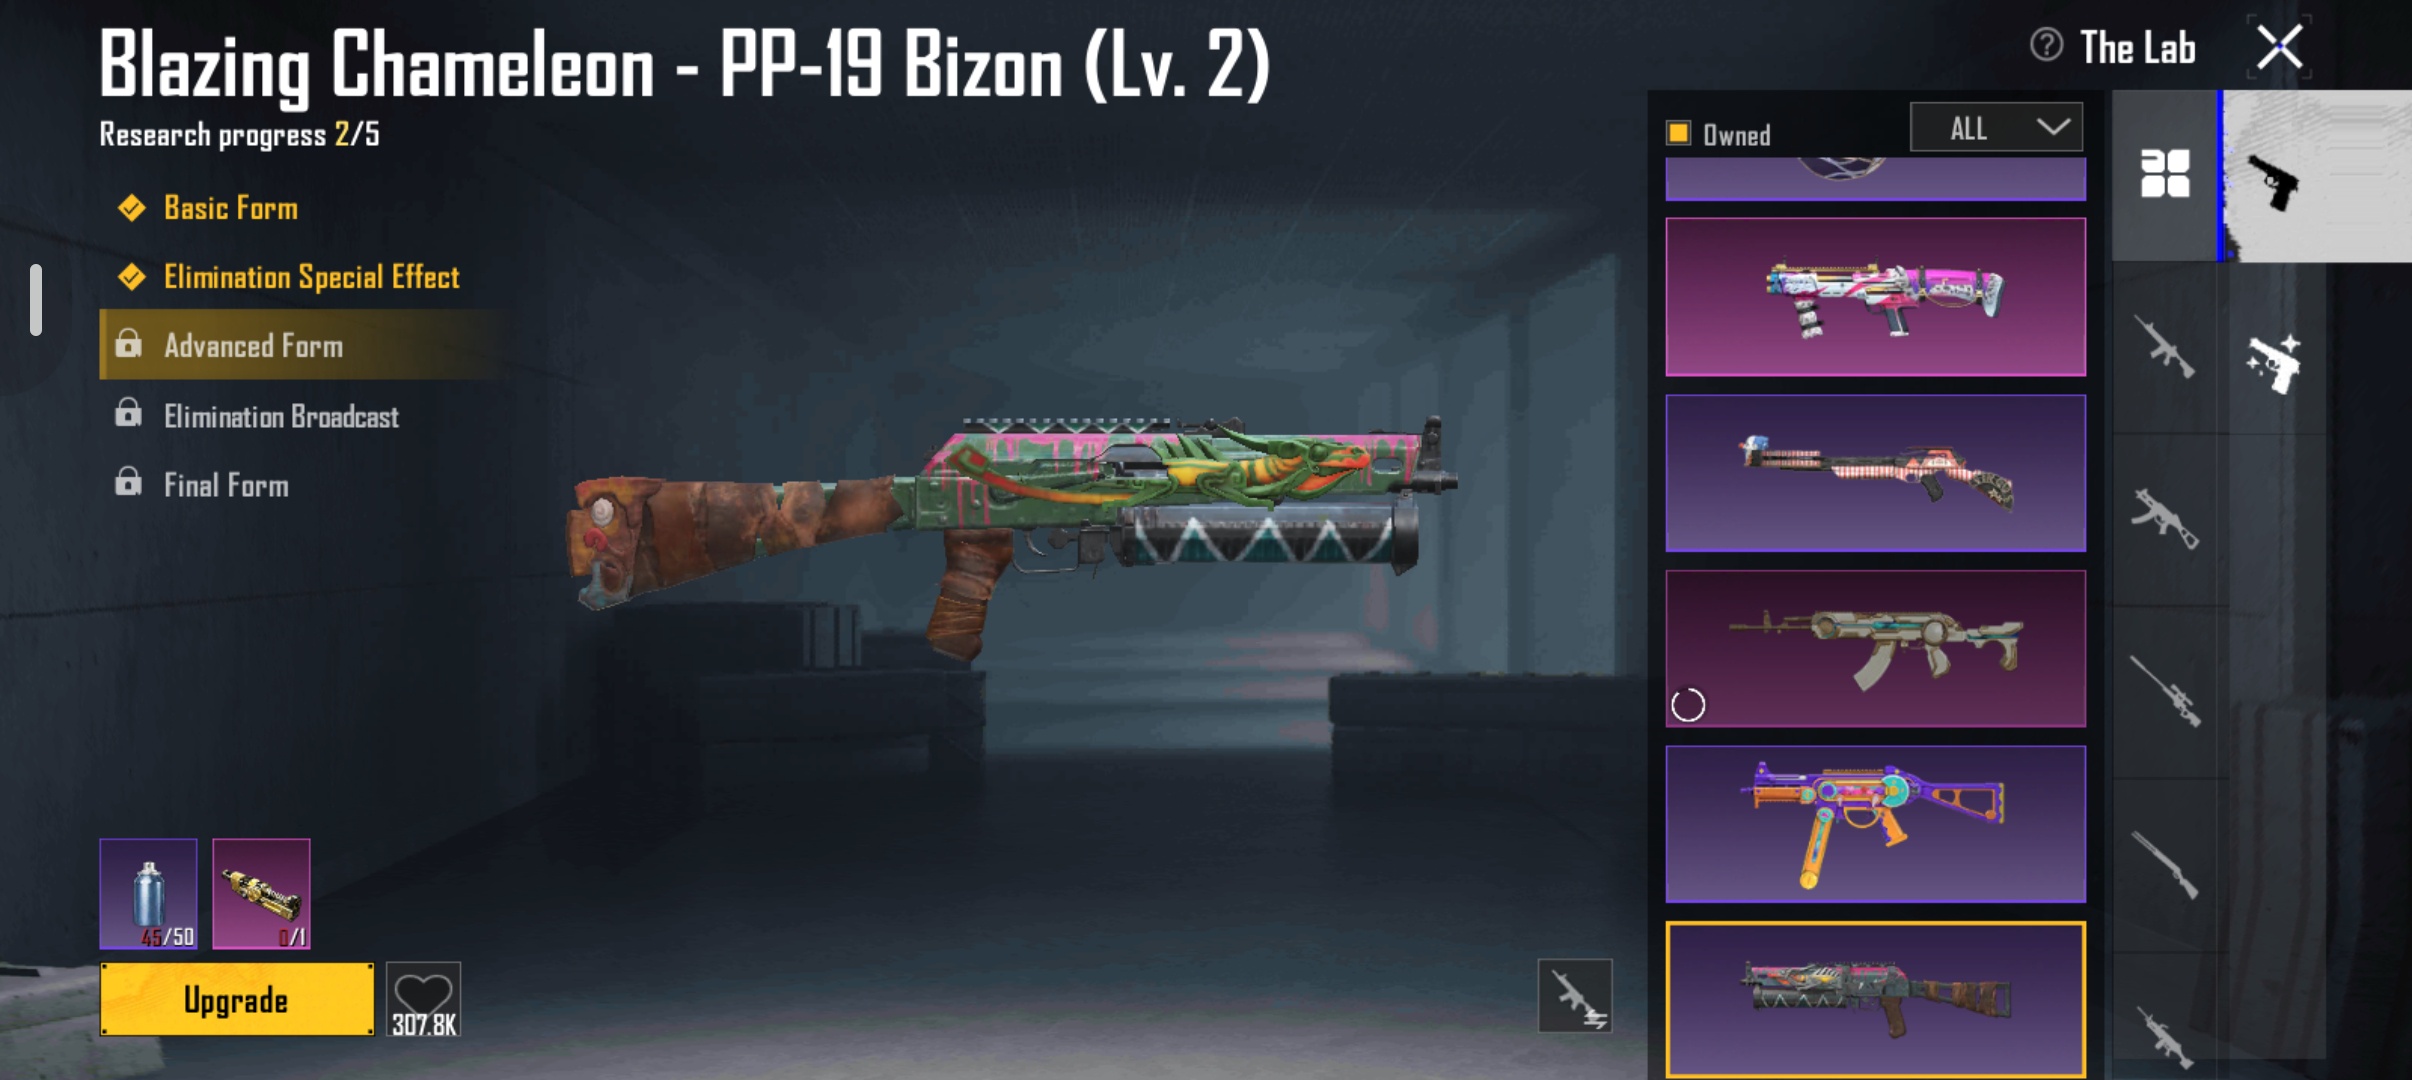 Blazing Chameleon - PP-19 Bizon (Lv. 2)
The Lab
Research progress 2/5
Owned
ALL
Basic Form
Elimination Special Effect
Advanced Form
Elimination Broadcast
Final Form
45/50
0/1
Upgrade
307.8K